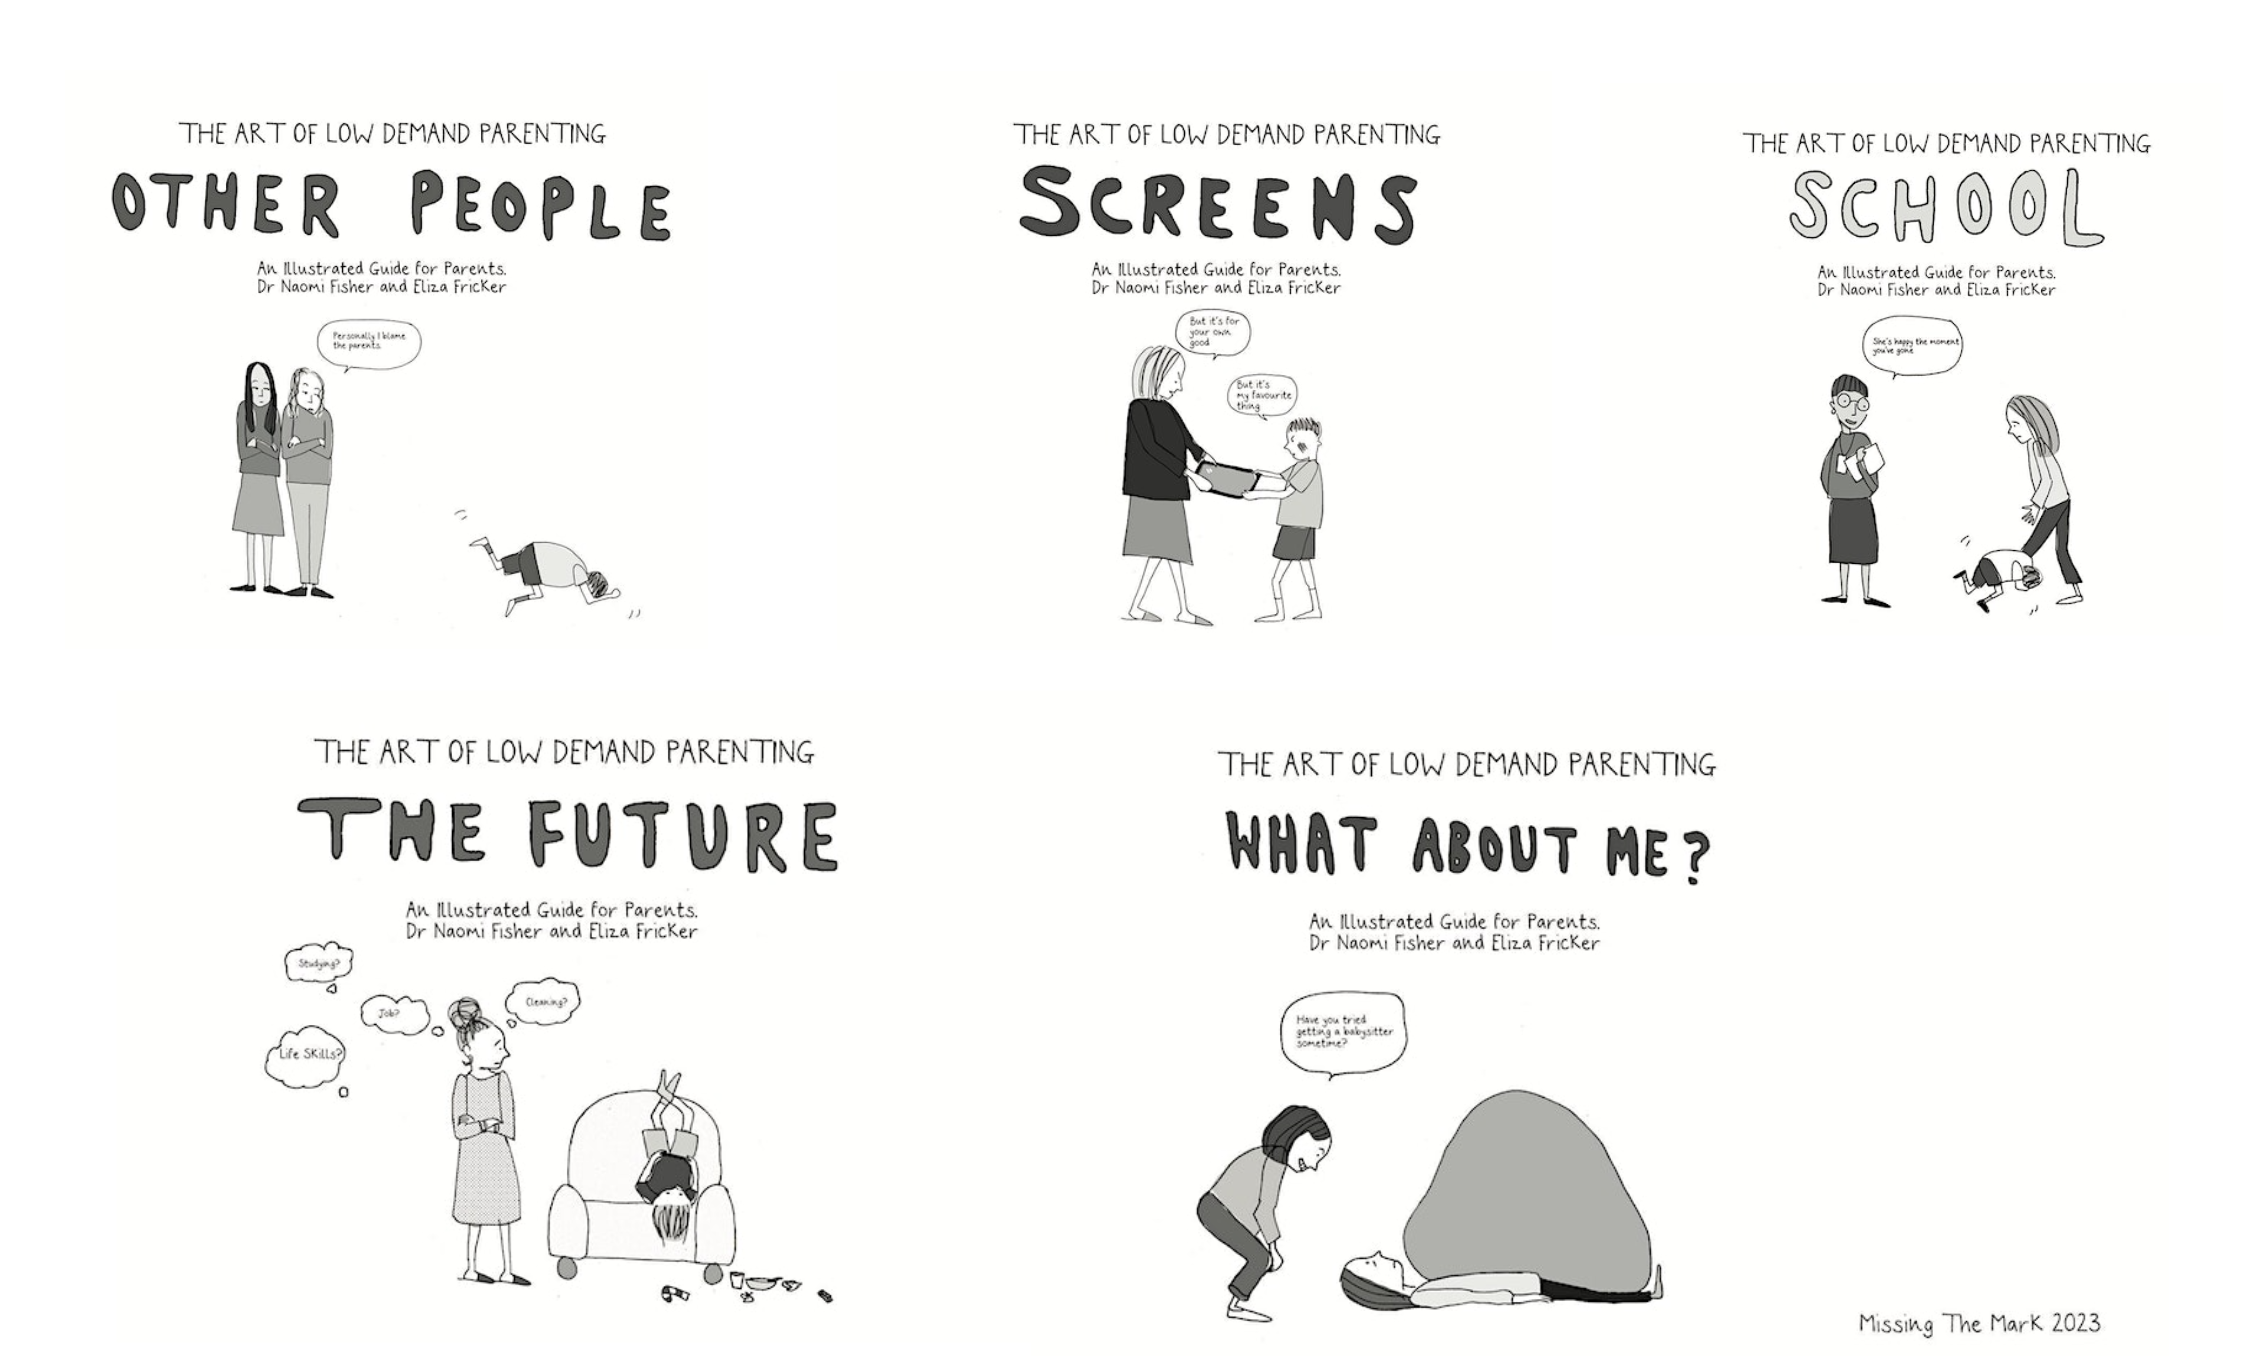 THE ART OF LOW DEMAND PARENTING
OTHER PEOPLE
An Illustrated Guide for Parents.
Dr Naomi Fisher and Eliza Fricker
Personally I blame
the parents.
THE ART OF LOW DEMAND PARENTING
SCREENS
An Illustrated Guide for Parents.
Dr Naomi Fisher and Eliza Fricker
But it's for
your own
good
But it's
my favourite
thing
THE ART OF LOW DEMAND PARENTING
SCHOOL
An Illustrated Guide for Parents.
Dr Naomi Fisher and Eliza Fricker
She's happy the moment
you've gone
THE ART OF LOW DEMAND PARENTING
THE FUTURE
An Illustrated Guide for Parents.
Dr Naomi Fisher and Eliza Fricker
Studying?
Job?
Cleaning?
Life Skills?
THE ART OF LOW DEMAND PARENTING
WHAT ABOUT ME?
An Illustrated Guide for Parents.
Dr Naomi Fisher and Eliza Fricker
Have you tried
getting a babysitter
sometime?
Missing The Mark 2023